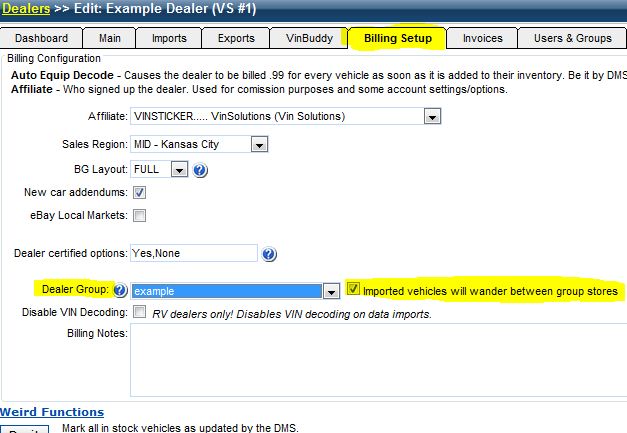 Dealers >> Edit: Example Dealer (VS #1)
Dashboard Main Imports Exports VinBuddy Billing Setup Invoices Users & Groups
Billing Configuration
Auto Equip Decode - Causes the dealer to be billed .99 for every vehicle as soon as it is added to their inventory. Be it by DMS
Affiliate - Who signed up the dealer. Used for comission purposes and some account settings/options.
Affiliate: VINSTICKER..... VinSolutions (Vin Solutions)
Sales Region: MID - Kansas City
BG Layout: FULL ?
New car addendums:
eBay Local Markets:
Dealer certified options: Yes,None ?
Dealer Group: ? example Imported vehicles will wander between group stores
Disable VIN Decoding: RV dealers only! Disables VIN decoding on data imports.
Billing Notes:
Weird Functions
Mark all in stock vehicles as updated by the DMS.